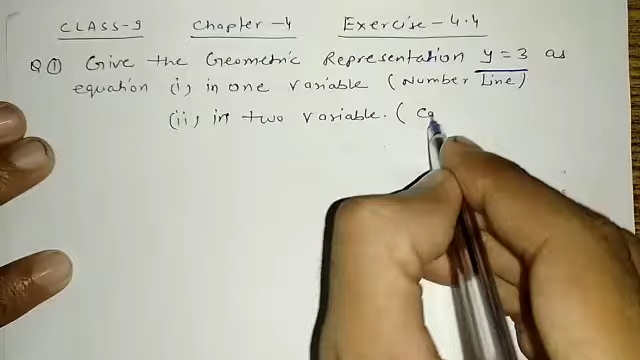 CLASS-9 Chapter-4 Exercise-4.4
Q① Give the Geometric Representation y=3 as
equation (i, in one variable (Number Line)
(ii, in two variable. ( Ca